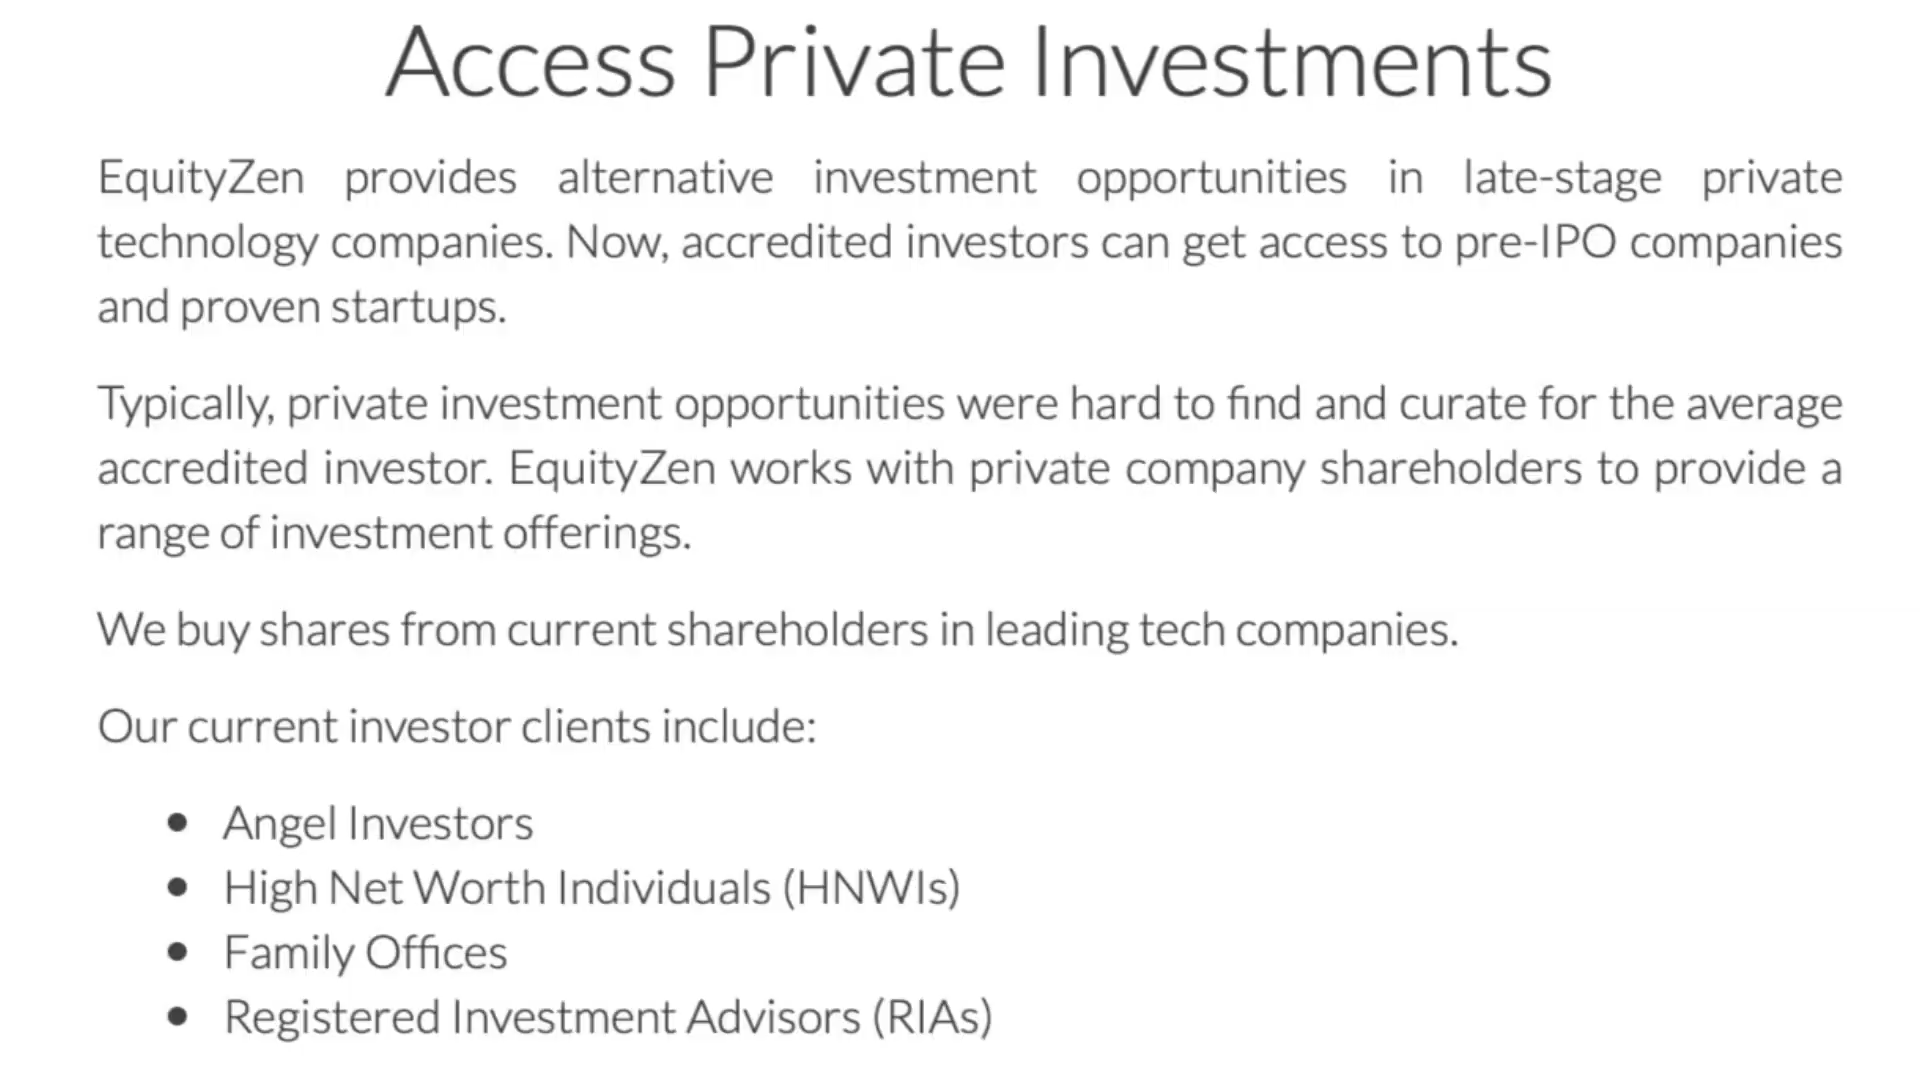 Access Private Investments
EquityZen provides alternative investment opportunities in late-stage private
technology companies. Now, accredited investors can get access to pre-IPO companies
and proven startups.
Typically, private investment opportunities were hard to find and curate for the average
accredited investor. EquityZen works with private company shareholders to provide a
range of investment offerings.
We buy shares from current shareholders in leading tech companies.
Our current investor clients include:
• Angel Investors
• High Net Worth Individuals (HNWIs)
• Family Offices
• Registered Investment Advisors (RIAs)